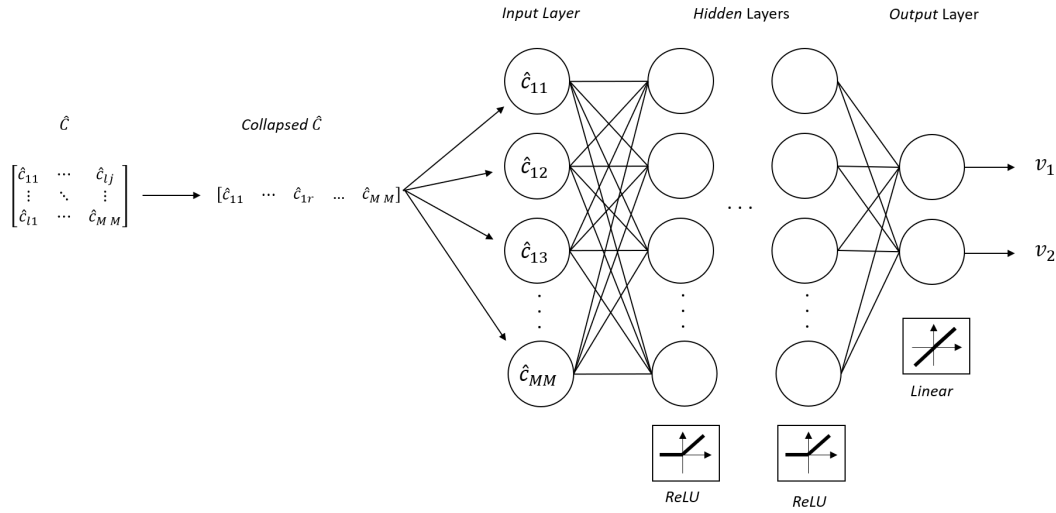 Input Layer
Hidden Layers
Output Layer
Ĉ
Collapsed Ĉ
ĉ11 ⋯ ĉlj
⋮ ⋱ ⋮
ĉl1 ⋯ ĉM M
[ĉ11 ⋯ ĉ1r … ĉM M]
ĉ11
ĉ12
ĉ13
ĉMM
. . .
v1
v2
Linear
ReLU
ReLU